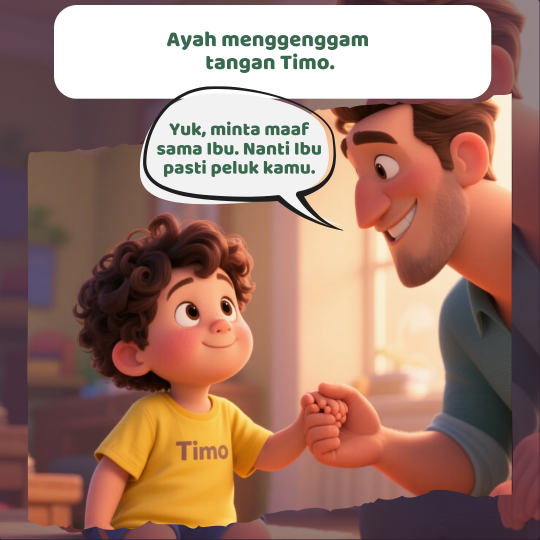 Ayah menggenggam
tangan Timo.
Yuk, minta maaf
sama Ibu. Nanti Ibu
pasti peluk kamu.
Timo